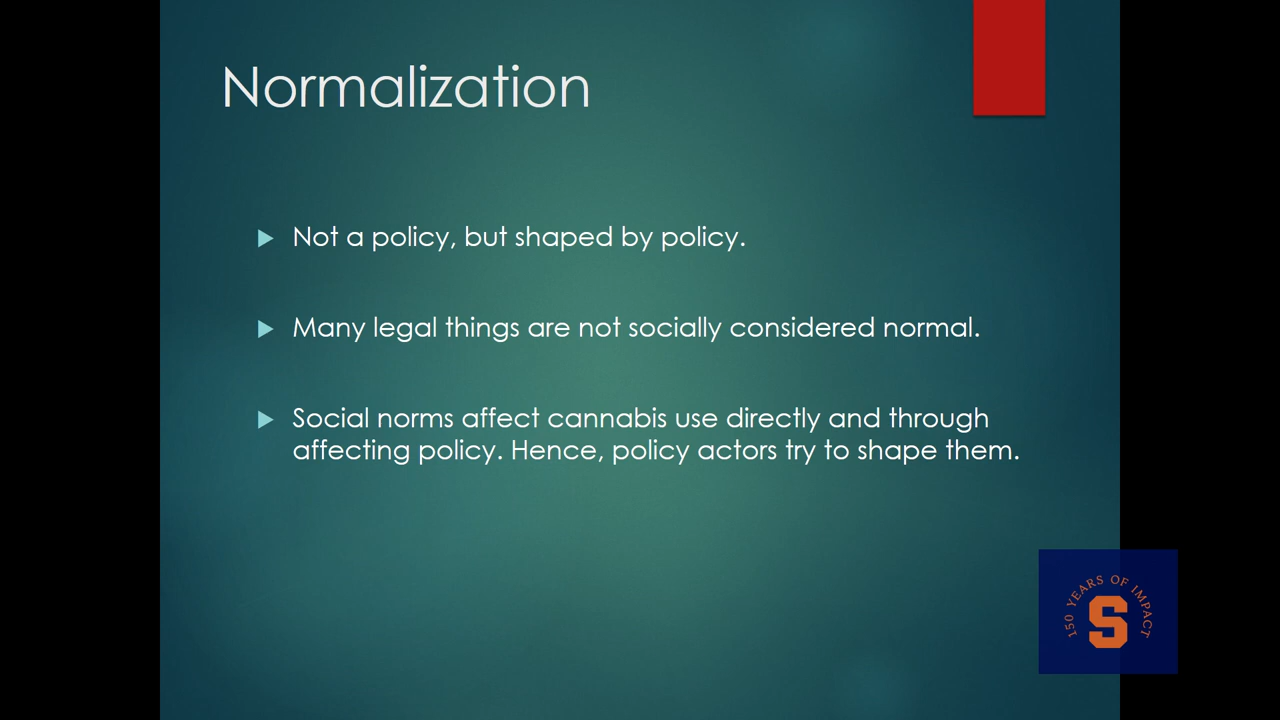 Normalization
Not a policy, but shaped by policy.
Many legal things are not socially considered normal.
Social norms affect cannabis use directly and through
affecting policy. Hence, policy actors try to shape them.
150 YEARS OF IMPACT
S